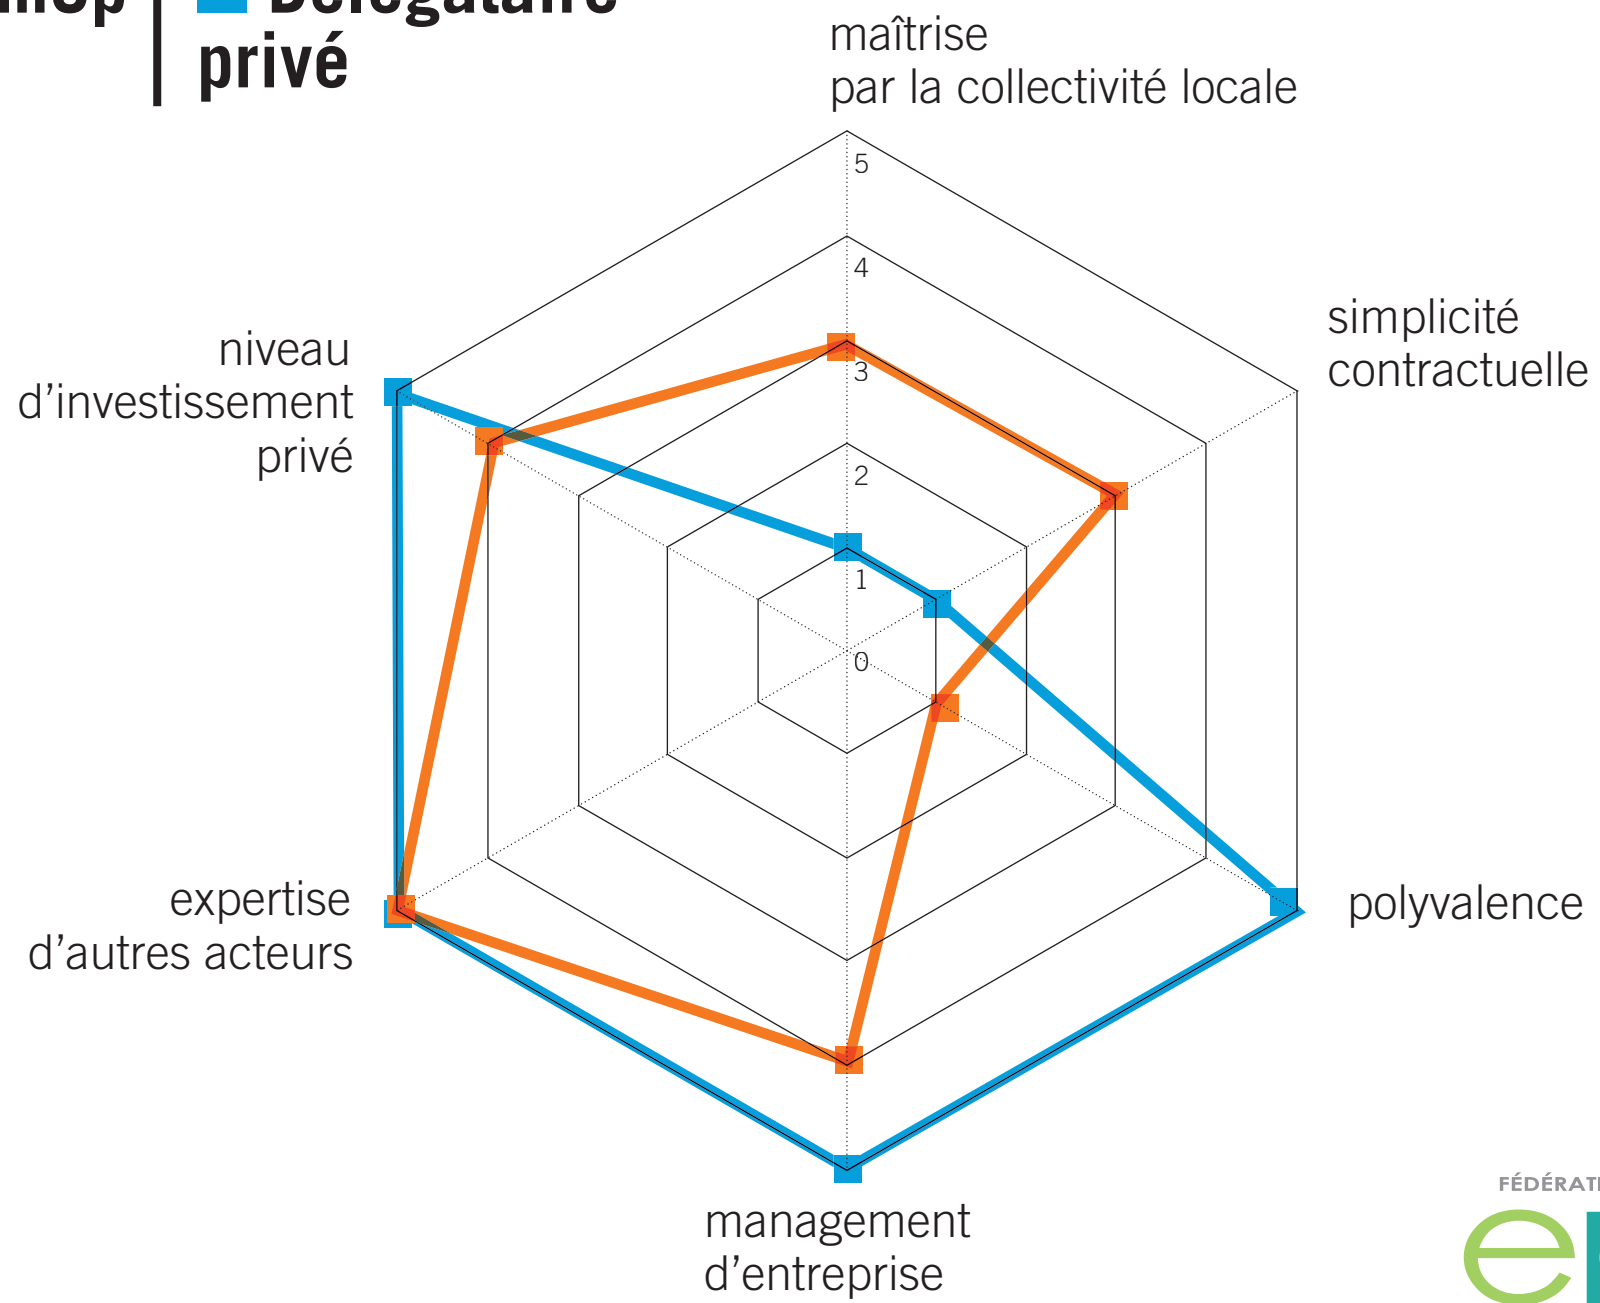 Délégataire
privé
maîtrise
par la collectivité locale
5
4
3
2
1
0
simplicité
contractuelle
niveau
d'investissement
privé
polyvalence
expertise
d'autres acteurs
management
d'entreprise